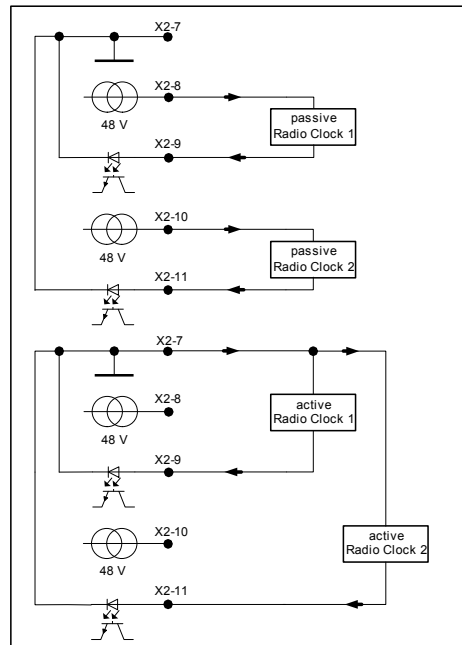 X2-7
X2-8
48 V
passive
Radio Clock 1
X2-9
X2-10
48 V
passive
Radio Clock 2
X2-11
X2-7
X2-8
48 V
active
Radio Clock 1
X2-9
X2-10
48 V
active
Radio Clock 2
X2-11